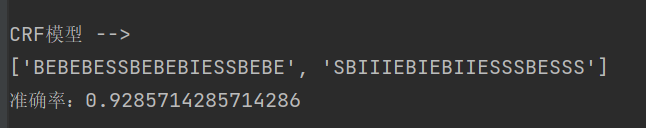 CRF模型 -->
['BEBEBESSBEBEBIESSBEBE', 'SBIIIEBIEBIIESSSBESSS']
准确率：0.9285714285714286